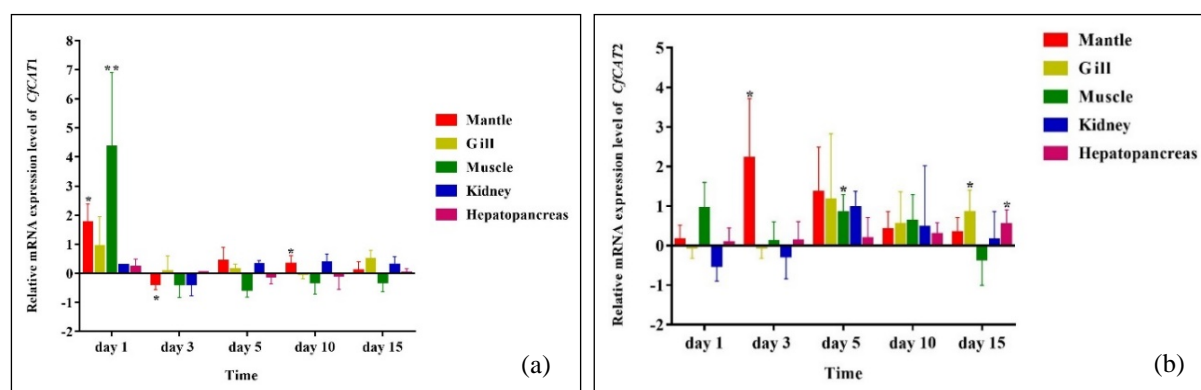 Relative mRNA expression level of CfCAT1
8
7
6
5
4
3
2
1
0
-1
-2
*
**
*
*
day 1 day 3 day 5 day 10 day 15
Time
Mantle
Gill
Muscle
Kidney
Hepatopancreas
(a)
Relative mRNA expression level of CfCAT2
5
4
3
2
1
0
-1
-2
*
*
*
*
day 1 day 3 day 5 day 10 day 15
Time
Mantle
Gill
Muscle
Kidney
Hepatopancreas
(b)